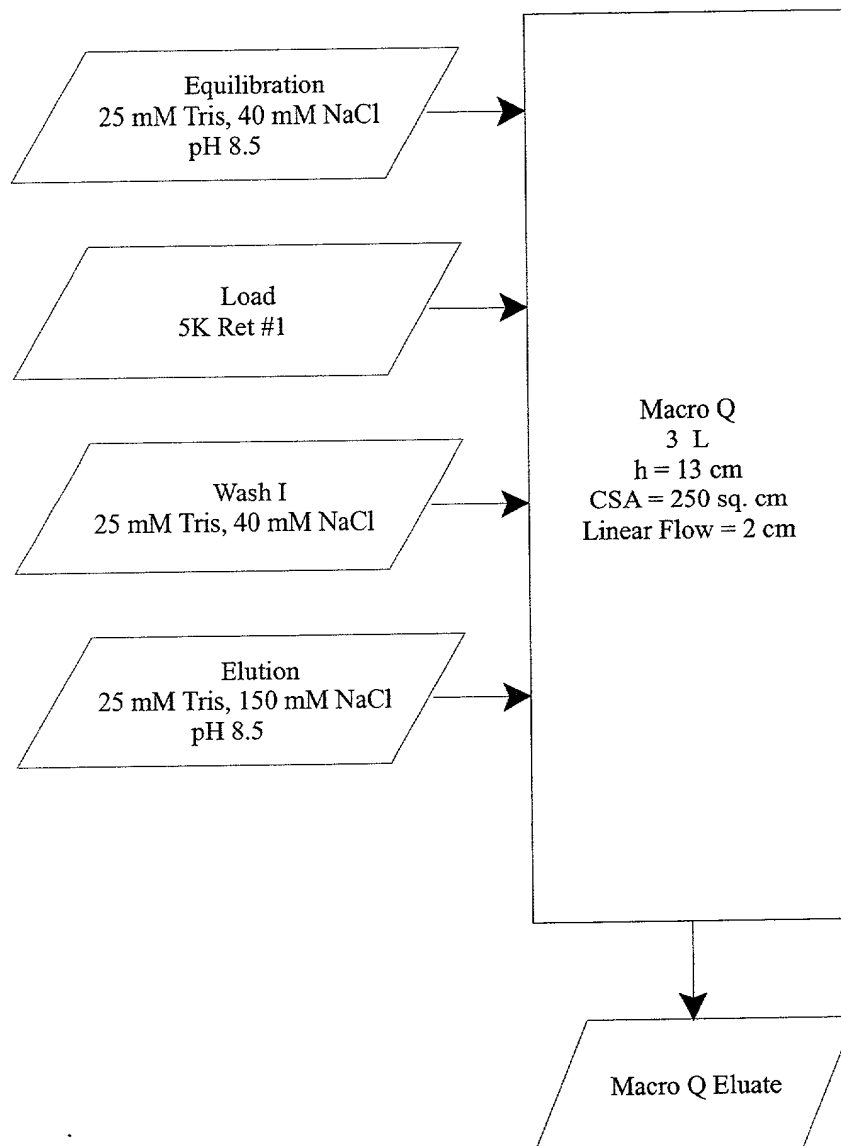 Equilibration
25 mM Tris, 40 mM NaCl
pH 8.5
Load
5K Ret #1
Wash I
25 mM Tris, 40 mM NaCl
Elution
25 mM Tris, 150 mM NaCl
pH 8.5
Macro Q
3 L
h = 13 cm
CSA = 250 sq. cm
Linear Flow = 2 cm
Macro Q Eluate